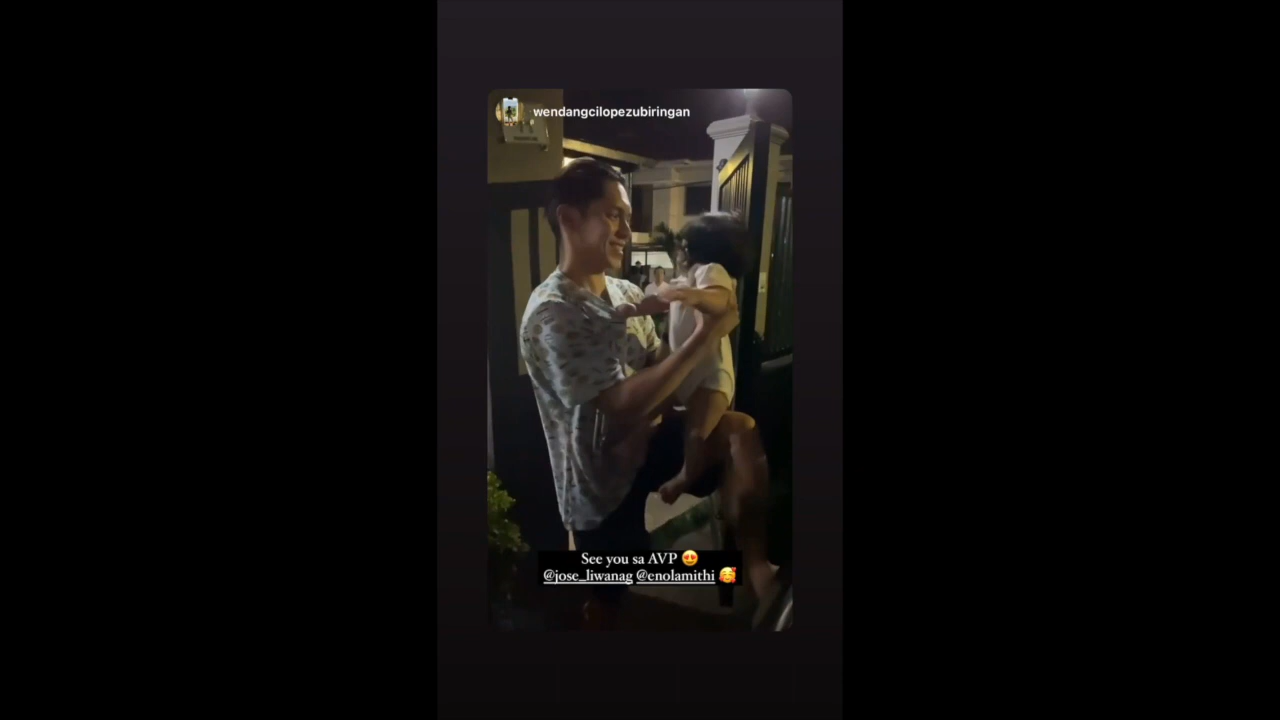 wendangcilopezubiringan
See you sa AVP 😍
@jose_liwanag @enolamithi 🥰